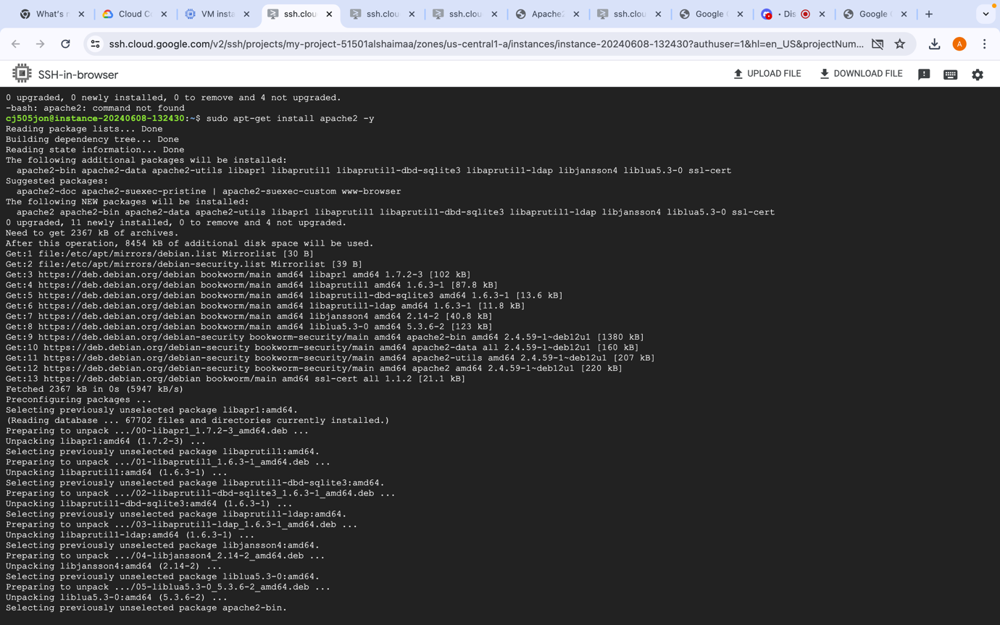 What's n
Cloud C
VM insta
ssh.clou
ssh.clou
ssh.clou
Apache2
ssh.clou
Google
• Dis
Google
ssh.cloud.google.com/v2/ssh/projects/my-project-51501alshaimaa/zones/us-central1-a/instances/instance-20240608-132430?authuser=1&hl=en_US&projectNum...
A
SSH-in-browser
UPLOAD FILE
DOWNLOAD FILE
0 upgraded, 0 newly installed, 0 to remove and 4 not upgraded.
-bash: apache2: command not found
cj505jon@instance-20240608-132430:~$ sudo apt-get install apache2 -y
Reading package lists... Done
Building dependency tree... Done
Reading state information... Done
The following additional packages will be installed:
apache2-bin apache2-data apache2-utils libapr1 libaprutil1 libaprutil1-dbd-sqlite3 libaprutil1-ldap libjansson4 liblua5.3-0 ssl-cert
Suggested packages:
apache2-doc apache2-suexec-pristine | apache2-suexec-custom www-browser
The following NEW packages will be installed:
apache2 apache2-bin apache2-data apache2-utils libapr1 libaprutil1 libaprutil1-dbd-sqlite3 libaprutil1-ldap libjansson4 liblua5.3-0 ssl-cert
0 upgraded, 11 newly installed, 0 to remove and 4 not upgraded.
Need to get 2367 kB of archives.
After this operation, 8454 kB of additional disk space will be used.
Get:1 file:/etc/apt/mirrors/debian.list Mirrorlist [30 B]
Get:2 file:/etc/apt/mirrors/debian-security.list Mirrorlist [39 B]
Get:3 https://deb.debian.org/debian bookworm/main amd64 libapr1 amd64 1.7.2-3 [102 kB]
Get:4 https://deb.debian.org/debian bookworm/main amd64 libaprutil1 amd64 1.6.3-1 [87.8 kB]
Get:5 https://deb.debian.org/debian bookworm/main amd64 libaprutil1-dbd-sqlite3 amd64 1.6.3-1 [13.6 kB]
Get:6 https://deb.debian.org/debian bookworm/main amd64 libaprutil1-ldap amd64 1.6.3-1 [11.8 kB]
Get:7 https://deb.debian.org/debian bookworm/main amd64 libjansson4 amd64 2.14-2 [40.8 kB]
Get:8 https://deb.debian.org/debian bookworm/main amd64 liblua5.3-0 amd64 5.3.6-2 [123 kB]
Get:9 https://deb.debian.org/debian-security bookworm-security/main amd64 apache2-bin amd64 2.4.59-1~deb12u1 [1380 kB]
Get:10 https://deb.debian.org/debian-security bookworm-security/main amd64 apache2-data all 2.4.59-1~deb12u1 [160 kB]
Get:11 https://deb.debian.org/debian-security bookworm-security/main amd64 apache2-utils amd64 2.4.59-1~deb12u1 [207 kB]
Get:12 https://deb.debian.org/debian-security bookworm-security/main amd64 apache2 amd64 2.4.59-1~deb12u1 [220 kB]
Get:13 https://deb.debian.org/debian bookworm/main amd64 ssl-cert all 1.1.2 [21.1 kB]
Fetched 2367 kB in 0s (5947 kB/s)
Preconfiguring packages ...
Selecting previously unselected package libapr1:amd64.
(Reading database ... 67702 files and directories currently installed.)
Preparing to unpack .../00-libapr1_1.7.2-3_amd64.deb ...
Unpacking libapr1:amd64 (1.7.2-3) ...
Selecting previously unselected package libaprutil1:amd64.
Preparing to unpack .../01-libaprutil1_1.6.3-1_amd64.deb ...
Unpacking libaprutil1:amd64 (1.6.3-1) ...
Selecting previously unselected package libaprutil1-dbd-sqlite3:amd64.
Preparing to unpack .../02-libaprutil1-dbd-sqlite3_1.6.3-1_amd64.deb ...
Unpacking libaprutil1-dbd-sqlite3:amd64 (1.6.3-1) ...
Selecting previously unselected package libaprutil1-ldap:amd64.
Preparing to unpack .../03-libaprutil1-ldap_1.6.3-1_amd64.deb ...
Unpacking libaprutil1-ldap:amd64 (1.6.3-1) ...
Selecting previously unselected package libjansson4:amd64.
Preparing to unpack .../04-libjansson4_2.14-2_amd64.deb ...
Unpacking libjansson4:amd64 (2.14-2) ...
Selecting previously unselected package liblua5.3-0:amd64.
Preparing to unpack .../05-liblua5.3-0_5.3.6-2_amd64.deb ...
Unpacking liblua5.3-0:amd64 (5.3.6-2) ...
Selecting previously unselected package apache2-bin.